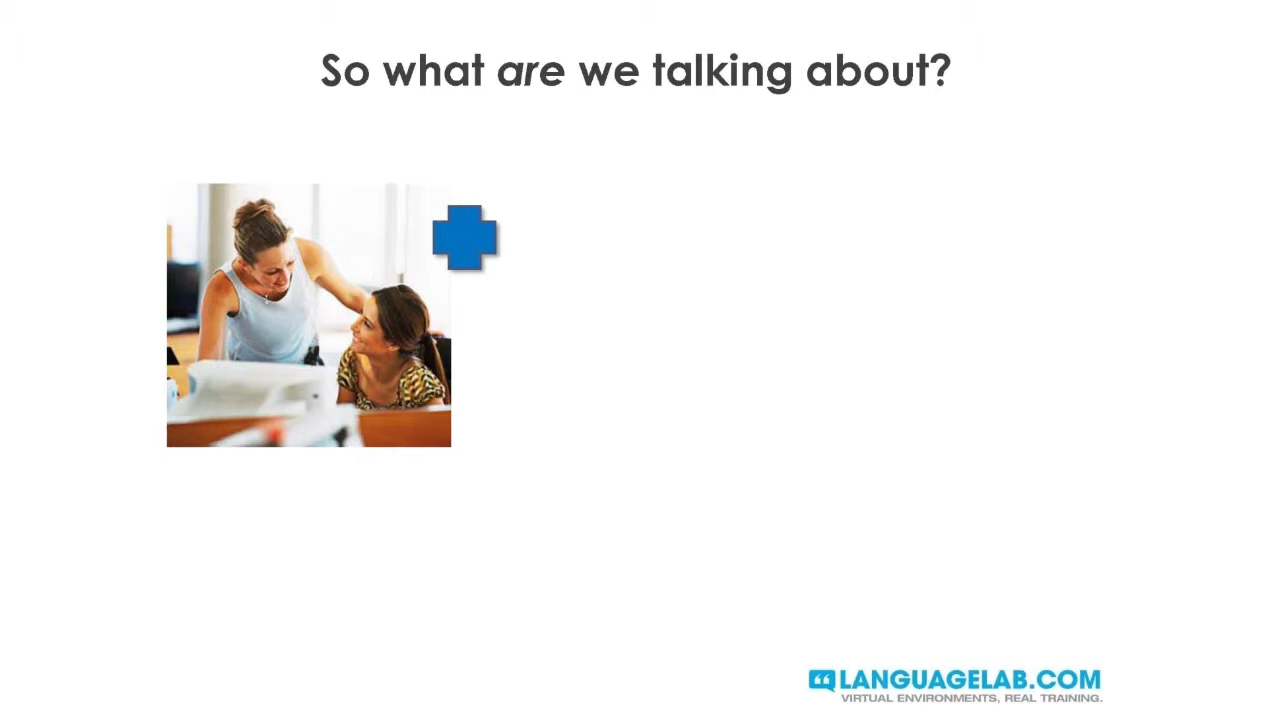 So what are we talking about?
LANGUAGELAB.COM
VIRTUAL ENVIRONMENTS, REAL TRAINING.